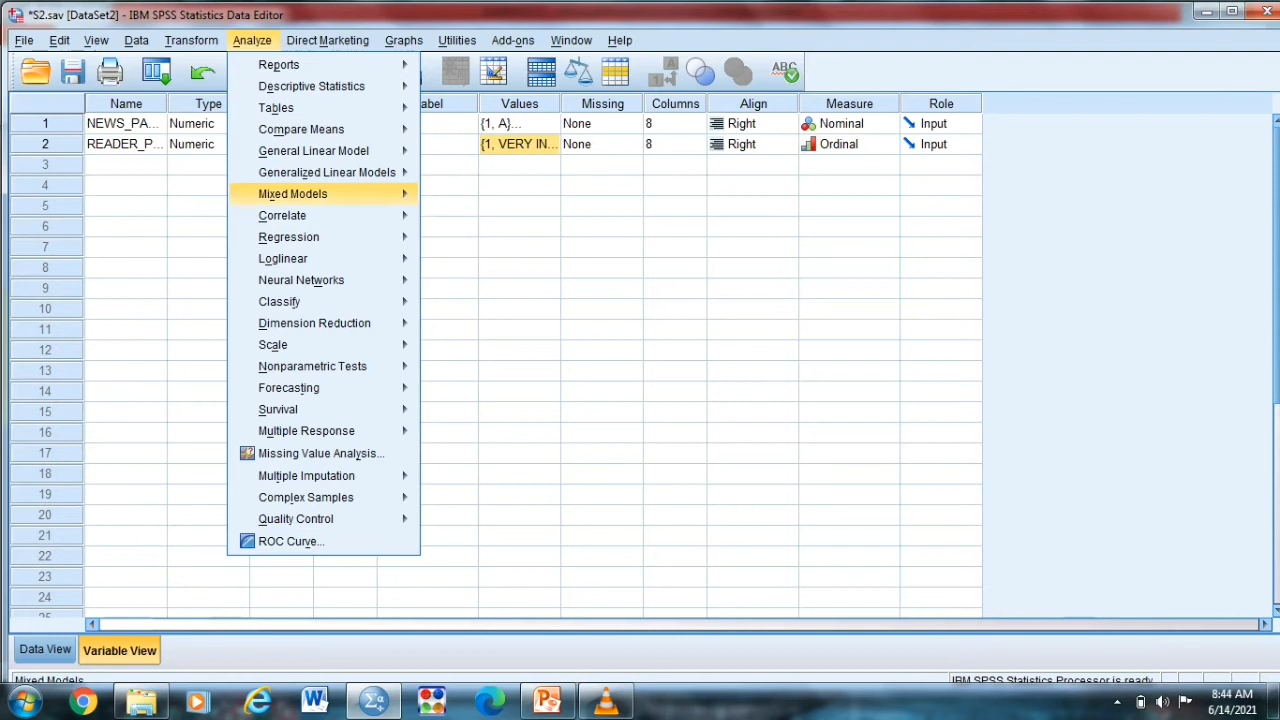 *S2.sav [DataSet2] - IBM SPSS Statistics Data Editor
File Edit View Data Transform Analyze Direct Marketing Graphs Utilities Add-ons Window Help
Name Type Values Missing Columns Align Measure Role
1 NEWS_PA... Numeric {1, A}... None 8 Right Nominal Input
2 READER_P... Numeric {1, VERY IN... None 8 Right Ordinal Input
3
4
5
6
7
8
9
10
11
12
13
14
15
16
17
18
19
20
21
22
23
24
25
Reports
Descriptive Statistics
Tables
Compare Means
General Linear Model
Generalized Linear Models
Mixed Models
Correlate
Regression
Loglinear
Neural Networks
Classify
Dimension Reduction
Scale
Nonparametric Tests
Forecasting
Survival
Multiple Response
Missing Value Analysis...
Multiple Imputation
Complex Samples
Quality Control
ROC Curve...
Data View Variable View
Mixed Models IBM SPSS Statistics Processor is ready
8:44 AM
6/14/2021